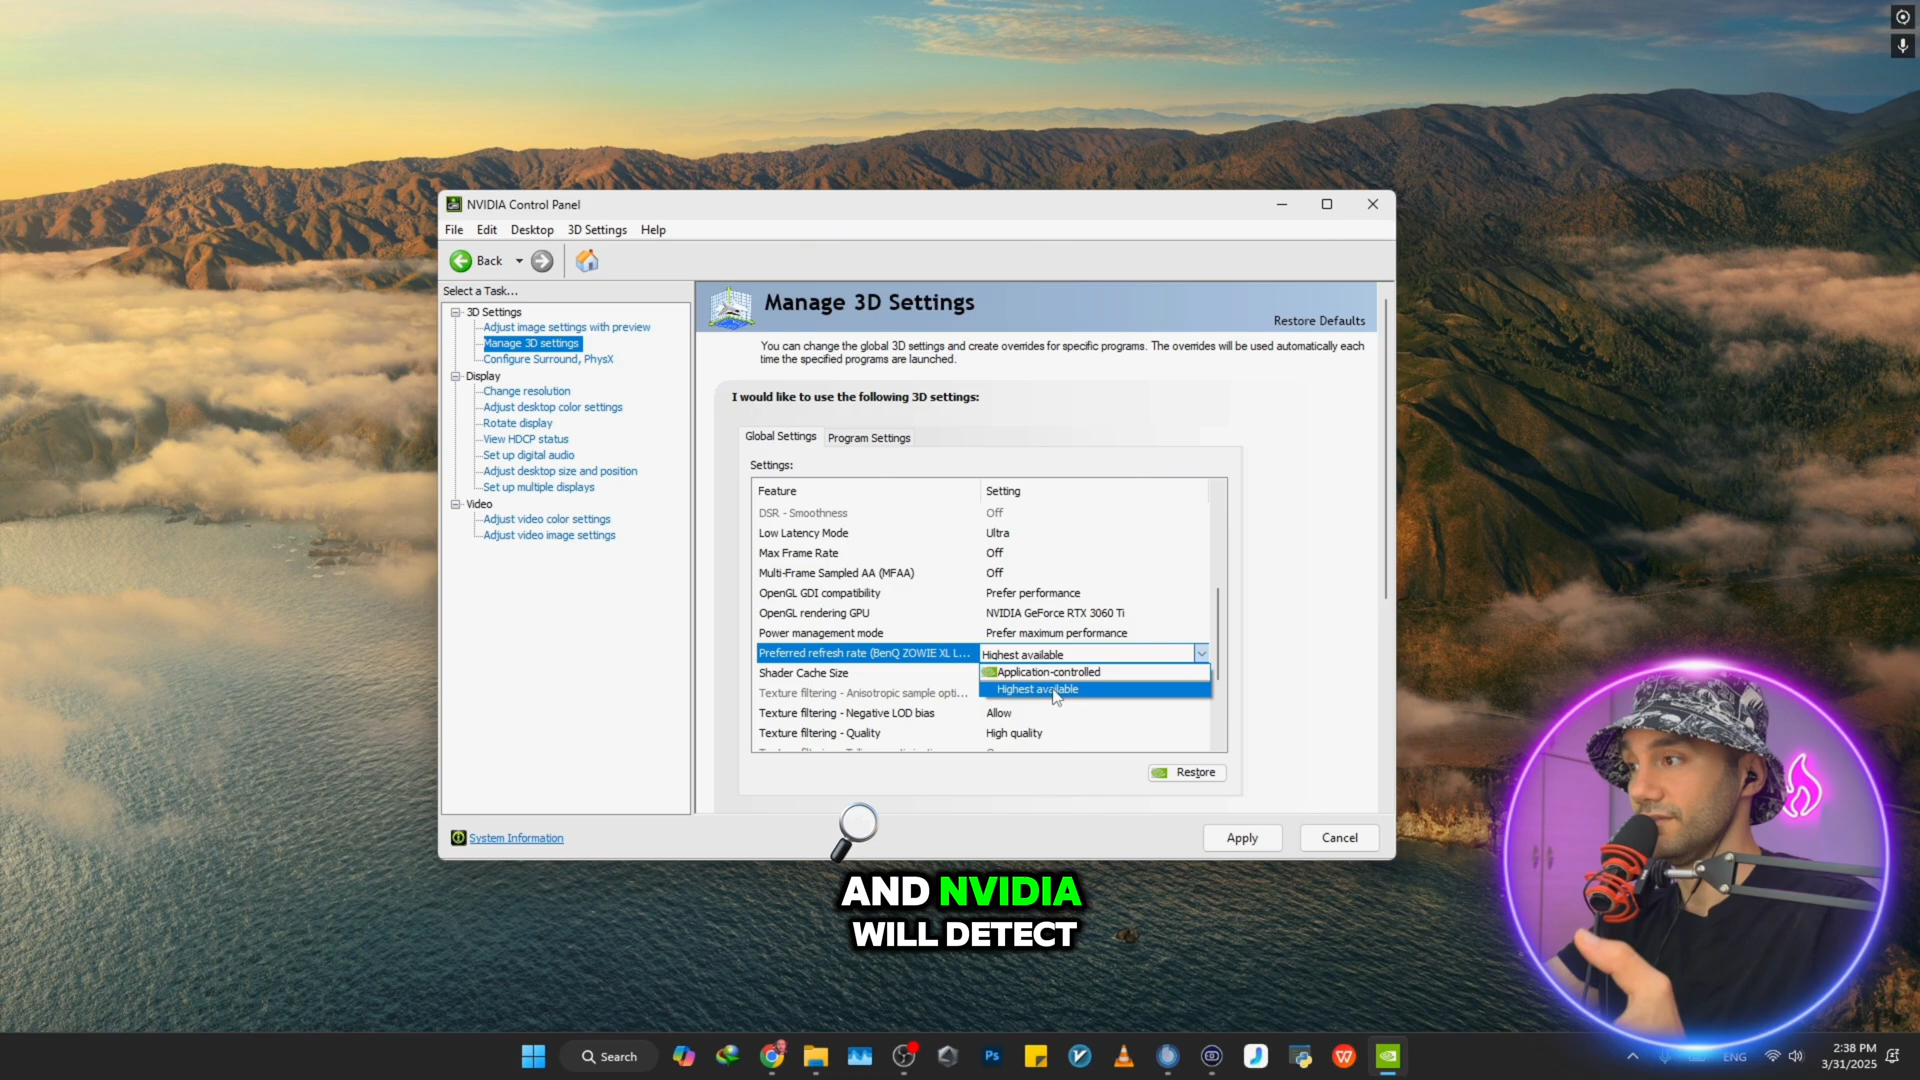 NVIDIA Control Panel
File Edit Desktop 3D Settings Help
Back
Select a Task...
3D Settings
Adjust image settings with preview
Manage 3D settings
Configure Surround, PhysX
Display
Change resolution
Adjust desktop color settings
Rotate display
View HDCP status
Set up digital audio
Adjust desktop size and position
Set up multiple displays
Video
Adjust video color settings
Adjust video image settings
System Information
Manage 3D Settings
Restore Defaults
You can change the global 3D settings and create overrides for specific programs. The overrides will be used automatically each
time the specified programs are launched.
I would like to use the following 3D settings:
Global Settings Program Settings
Settings:
Feature Setting
DSR - Smoothness Off
Low Latency Mode Ultra
Max Frame Rate Off
Multi-Frame Sampled AA (MFAA) Off
OpenGL GDI compatibility Prefer performance
OpenGL rendering GPU NVIDIA GeForce RTX 3060 Ti
Power management mode Prefer maximum performance
Preferred refresh rate (BenQ ZOWIE XL L... Highest available
Shader Cache Size Application-controlled
Highest available
Texture filtering - Anisotropic sample opti...
Texture filtering - Negative LOD bias Allow
Texture filtering - Quality High quality
Restore
Apply Cancel
AND NVIDIA
WILL DETECT
Search
Ps
ENG
2:38 PM
3/31/2025